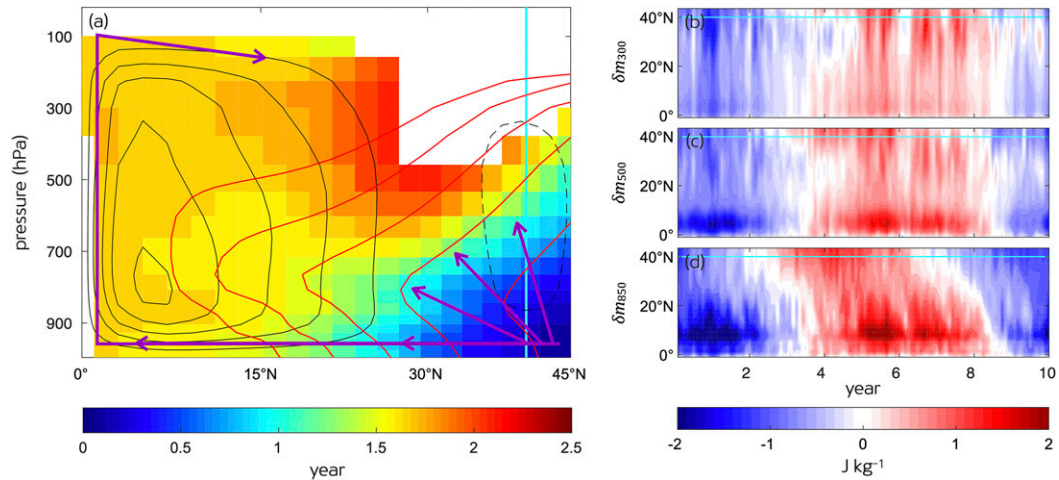 (a)
100
300
500
700
900
pressure (hPa)
0°
15°N
30°N
45°N
0
0.5
1
1.5
2
2.5
year
(b)
40°N
20°N
0°
δm300
(c)
40°N
20°N
0°
δm500
(d)
40°N
20°N
0°
δm850
2
4
6
8
10
year
-2
-1
0
1
2
J kg⁻¹